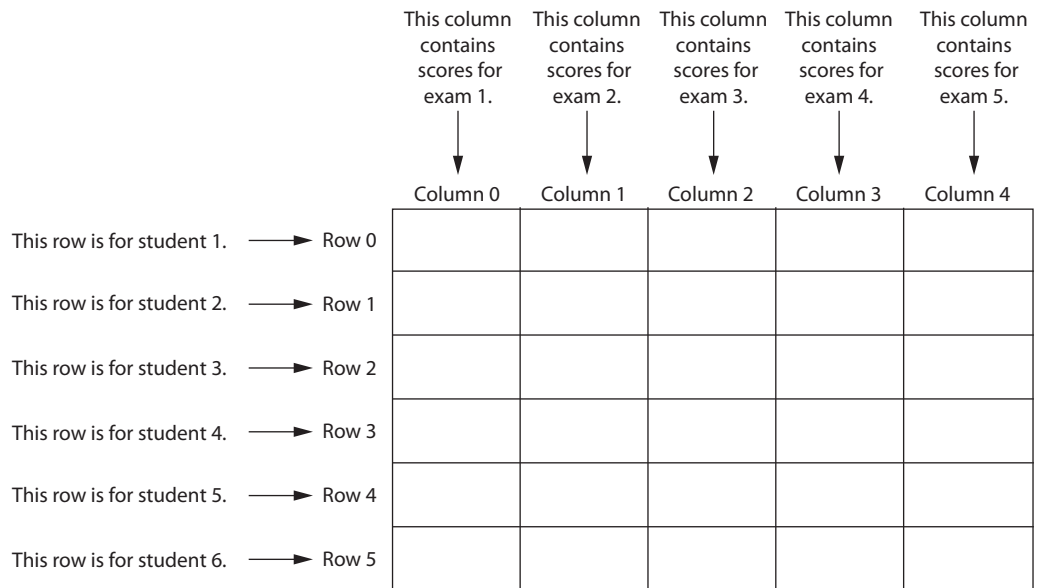 This column This column This column This column This column
contains contains contains contains contains
scores for scores for scores for scores for scores for
exam 1. exam 2. exam 3. exam 4. exam 5.
Column 0 Column 1 Column 2 Column 3 Column 4
This row is for student 1. Row 0
This row is for student 2. Row 1
This row is for student 3. Row 2
This row is for student 4. Row 3
This row is for student 5. Row 4
This row is for student 6. Row 5